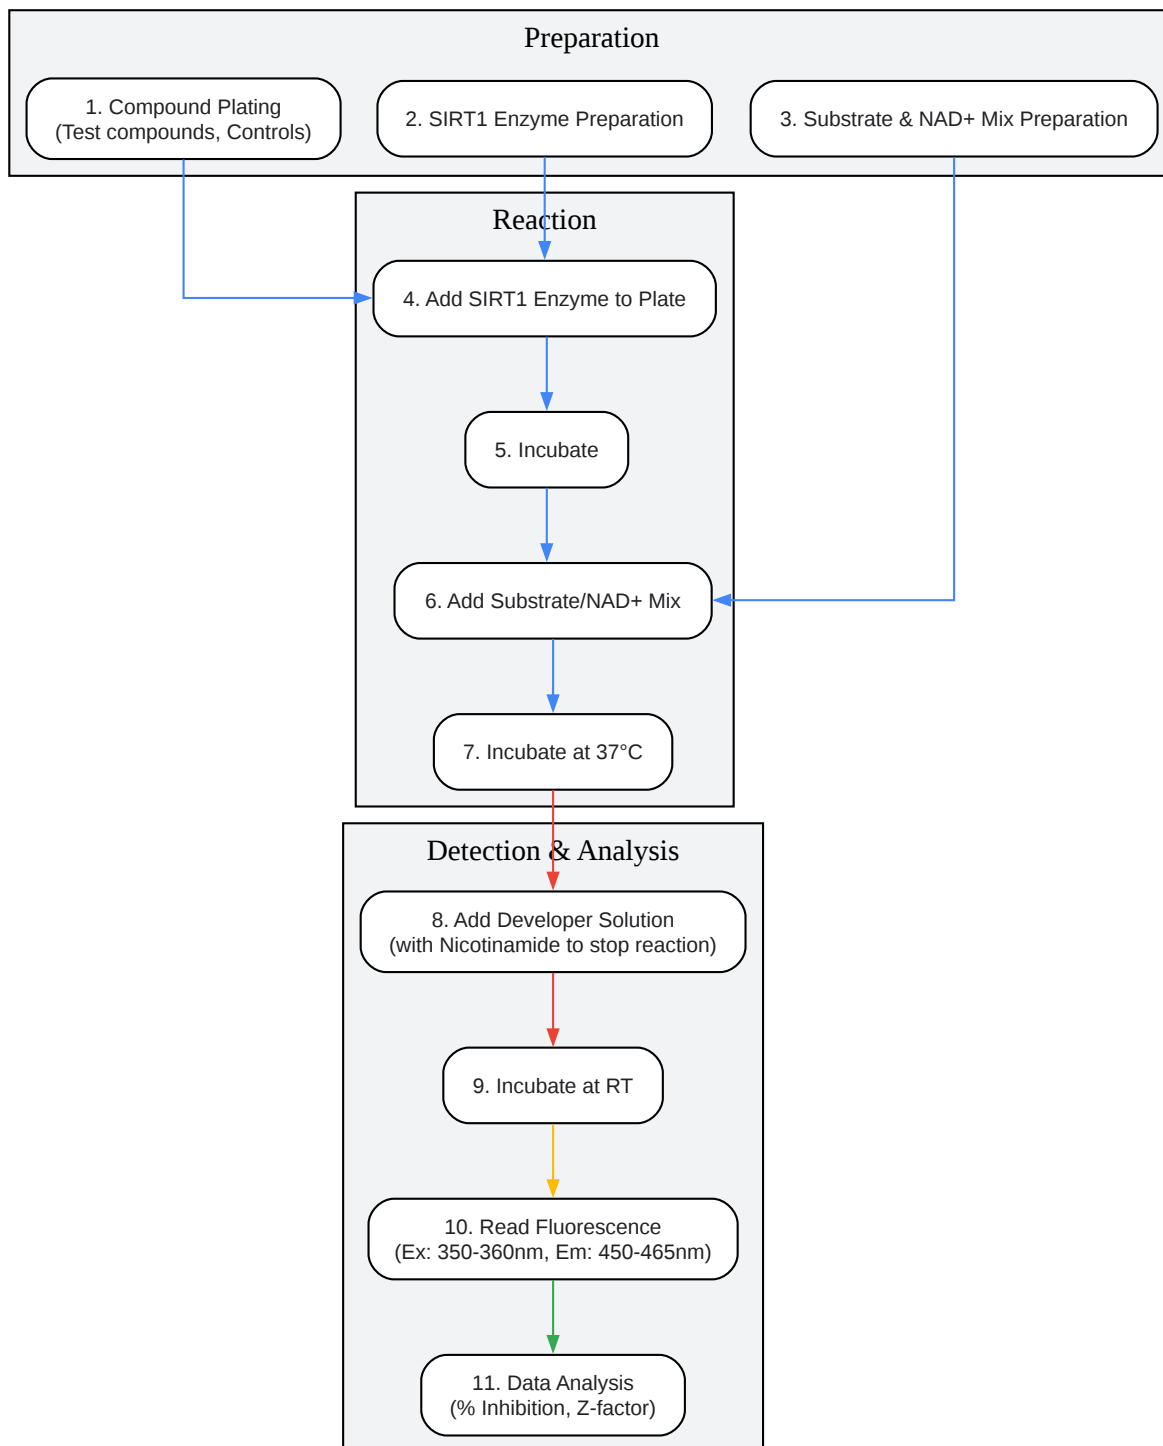 Preparation
1. Compound Plating
(Test compounds, Controls)
2. SIRT1 Enzyme Preparation
3. Substrate & NAD+ Mix Preparation
Reaction
4. Add SIRT1 Enzyme to Plate
5. Incubate
6. Add Substrate/NAD+ Mix
7. Incubate at 37°C
Detection & Analysis
8. Add Developer Solution
(with Nicotinamide to stop reaction)
9. Incubate at RT
10. Read Fluorescence
(Ex: 350-360nm, Em: 450-465nm)
11. Data Analysis
(% Inhibition, Z-factor)